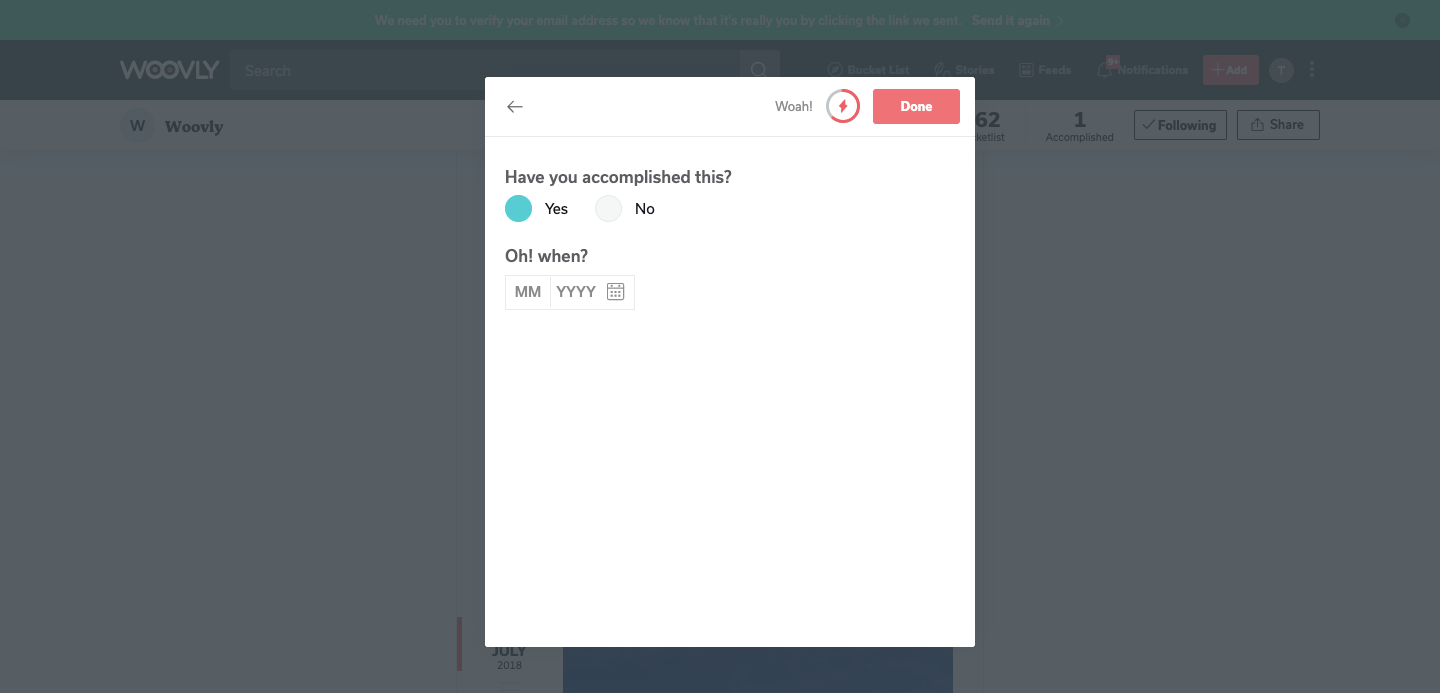 We need you to verify your email address so we know that it's really you by clicking the link we sent. Send it again
WOOVLY
Search
Bucket List
Stories
Feeds
9+
Notifications
Add
T
W
Woovly
62
1
Accomplished
Following
Share
Woah!
Done
Have you accomplished this?
Yes
No
Oh! when?
MM
YYYY
JULY
2018